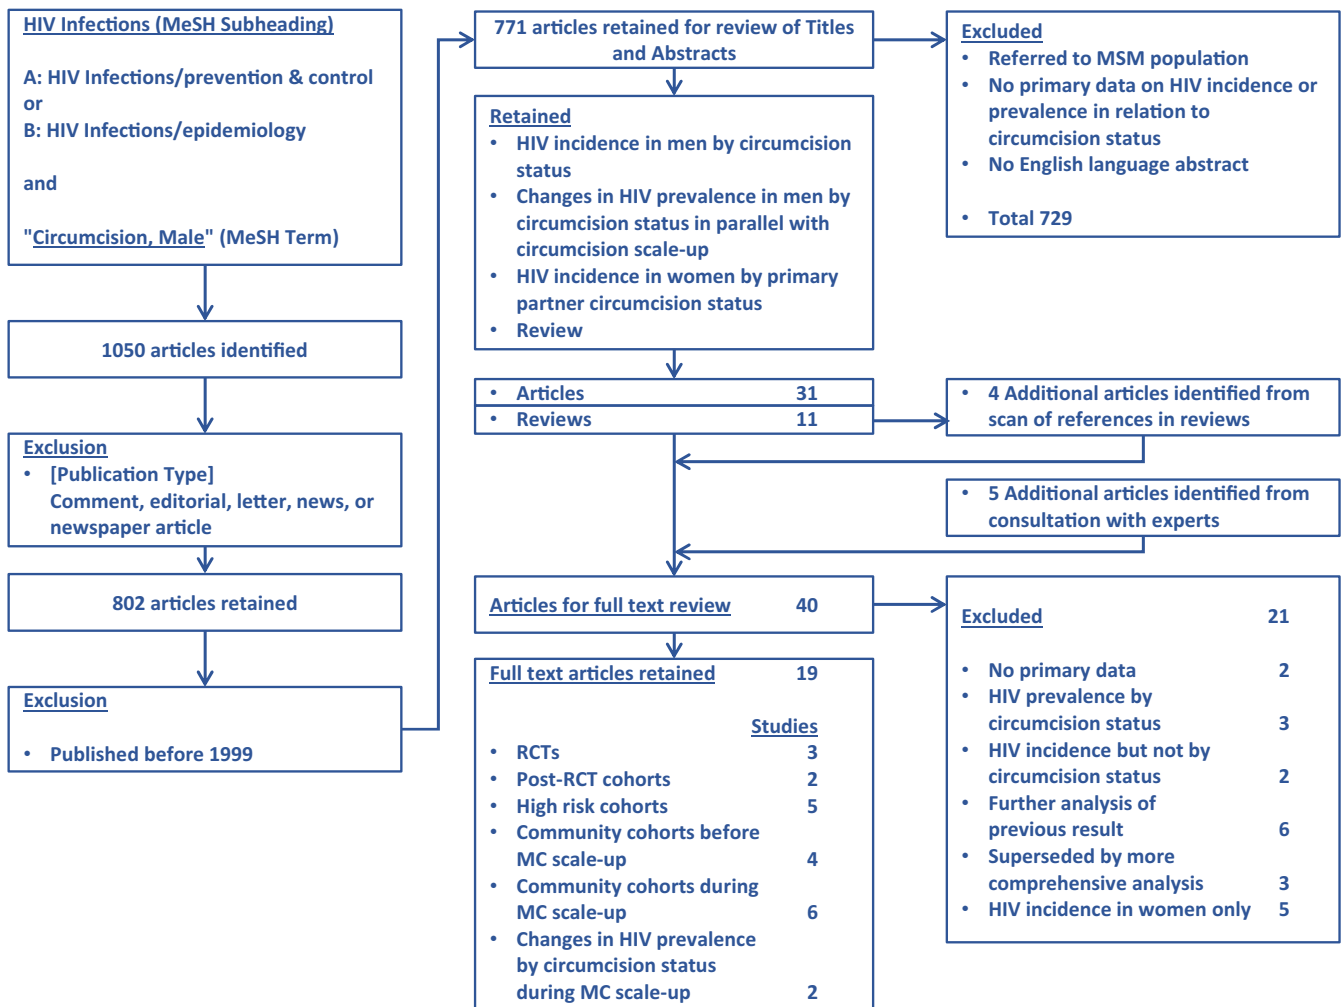 HIV Infections (MeSH Subheading)
A: HIV Infections/prevention & control
or
B: HIV Infections/epidemiology
and
"Circumcision, Male" (MeSH Term)
1050 articles identified
Exclusion
• [Publication Type]
Comment, editorial, letter, news, or
newspaper article
802 articles retained
Exclusion
• Published before 1999
771 articles retained for review of Titles
and Abstracts
Excluded
• Referred to MSM population
• No primary data on HIV incidence or
prevalence in relation to
circumcision status
• No English language abstract
• Total 729
Retained
• HIV incidence in men by circumcision
status
• Changes in HIV prevalence in men by
circumcision status in parallel with
circumcision scale-up
• HIV incidence in women by primary
partner circumcision status
• Review
• Articles 31
• Reviews 11
• 4 Additional articles identified from
scan of references in reviews
• 5 Additional articles identified from
consultation with experts
Articles for full text review 40
Excluded 21
• No primary data 2
• HIV prevalence by
circumcision status 3
• HIV incidence but not by
circumcision status 2
• Further analysis of
previous result 6
• Superseded by more
comprehensive analysis 3
• HIV incidence in women only 5
Full text articles retained 19
Studies
• RCTs 3
• Post-RCT cohorts 2
• High risk cohorts 5
• Community cohorts before
MC scale-up 4
• Community cohorts during
MC scale-up 6
• Changes in HIV prevalence
by circumcision status
during MC scale-up 2